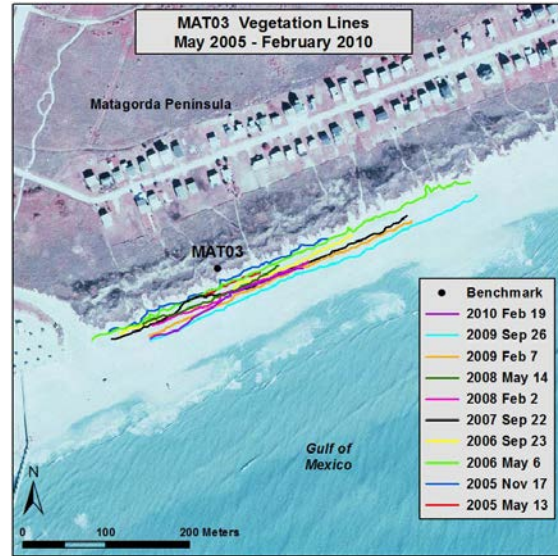 MAT03 Vegetation Lines
May 2005 - February 2010
Matagorda Peninsula
MAT03
Benchmark
2010 Feb 19
2009 Sep 26
2009 Feb 7
2008 May 14
2008 Feb 2
2007 Sep 22
2006 Sep 23
2006 May 6
2005 Nov 17
2005 May 13
Gulf of
Mexico
N
0 100 200 Meters